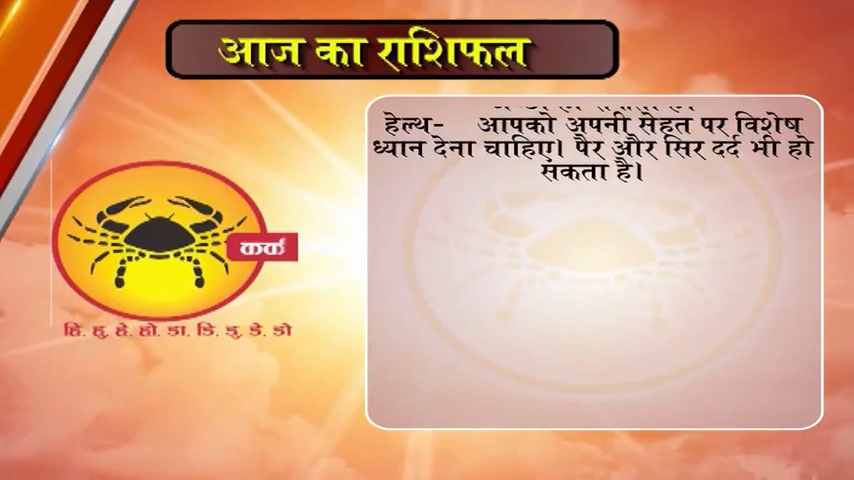 आज का राशिफल
हेल्थ- आपको अपनी सेहत पर विशेष
ध्यान देना चाहिए। पैर और सिर दर्द भी हो
सकता है।
कर्क
हि. हु. हे. हो. डा. डि. डु. डे. डो